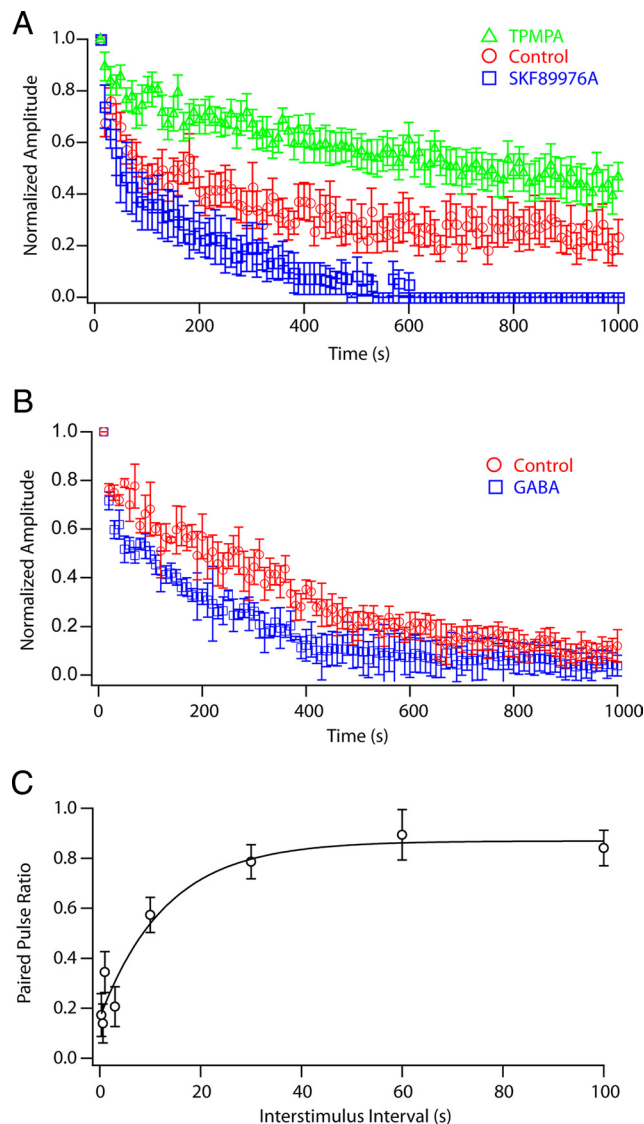 A
TPMPA
Control
SKF89976A
Normalized Amplitude
1.0
0.8
0.6
0.4
0.2
0.0
0 200 400 600 800 1000
Time (s)
B
Control
GABA
Normalized Amplitude
1.0
0.8
0.6
0.4
0.2
0.0
0 200 400 600 800 1000
Time (s)
C
Paired Pulse Ratio
1.0
0.8
0.6
0.4
0.2
0.0
0 20 40 60 80 100
Interstimulus Interval (s)